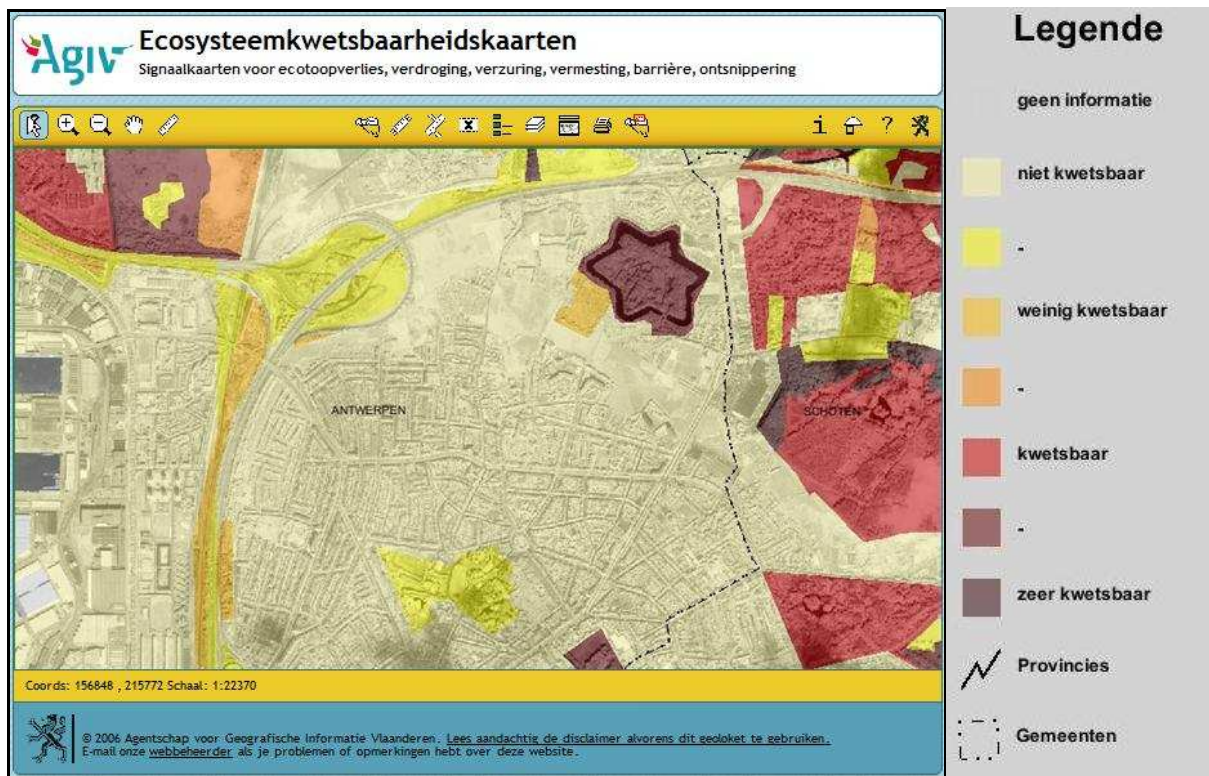 Agiv
Ecosysteemkwetsbaarheidskaarten
Signaalkaarten voor ecotoopverlies, verdroging, verzuring, vermesting, barrière, ontsnippering
ANTWERPEN
SCHOTEN
Coords: 156848 , 215772 Schaal: 1:22370
© 2006 Agentschap voor Geografische Informatie Vlaanderen. Lees aandachtig de disclaimer alvorens dit geoloket te gebruiken.
E-mail onze webbeheerder als je problemen of opmerkingen hebt over deze website.
Legende
geen informatie
niet kwetsbaar
-
weinig kwetsbaar
-
kwetsbaar
-
zeer kwetsbaar
Provincies
Gemeenten